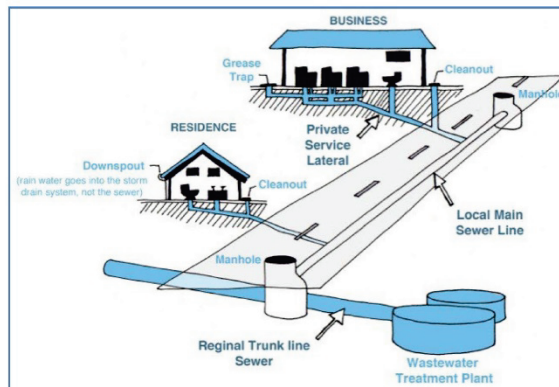 BUSINESS
Grease
Trap
Cleanout
Manhole
Private
Service
Lateral
RESIDENCE
Downspout
(rain water goes into the storm
drain system, not the sewer)
Cleanout
Local Main
Sewer Line
Manhole
Reginal Trunk line
Sewer
Wastewater
Treatment Plant